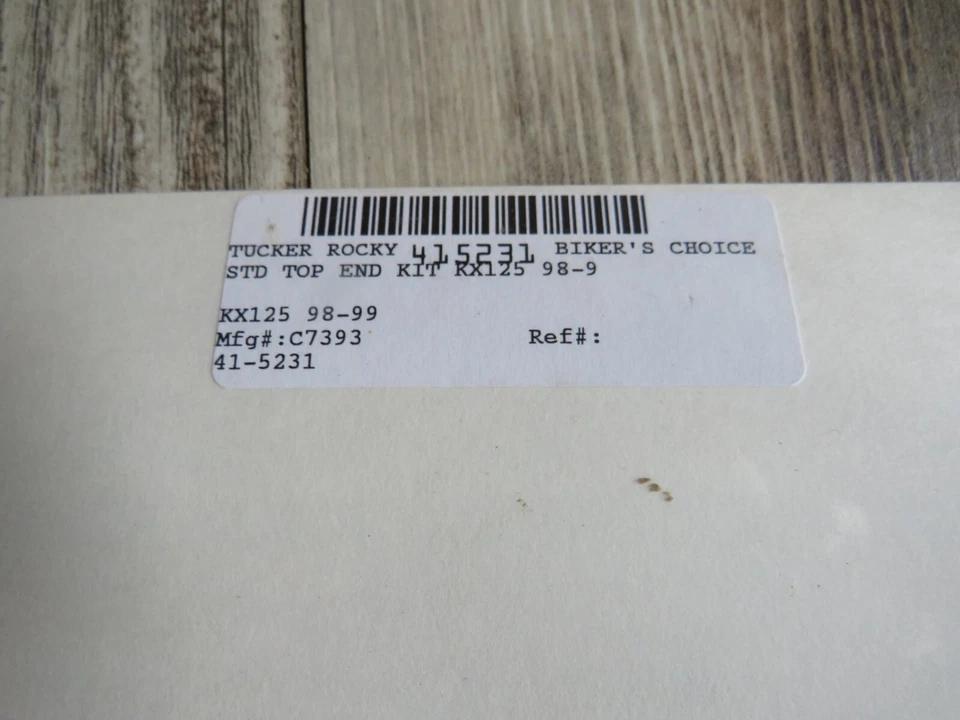 TUCKER ROCKY 415231 BIKER'S CHOICE
STD TOP END KIT KX125 98-9
KX125 98-99
Mfg#:C7393 Ref#:
41-5231